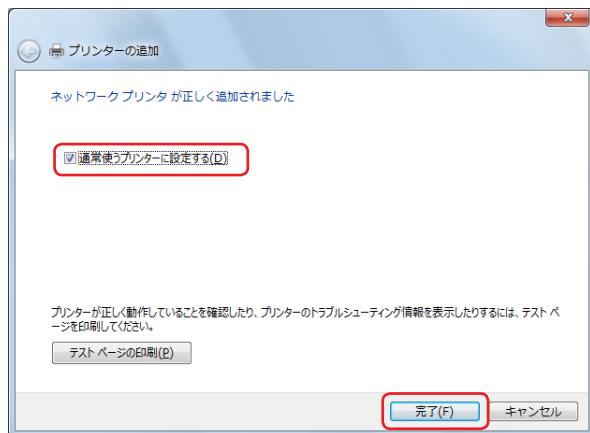 プリンターの追加
ネットワーク プリンタ が正しく追加されました
通常使うプリンターに設定する(D)
プリンターが正しく動作していることを確認したり、プリンターのトラブルシューティング情報を表示したりするには、テスト ペ
ージを印刷してください。
テスト ページの印刷(P)
完了(F) キャンセル